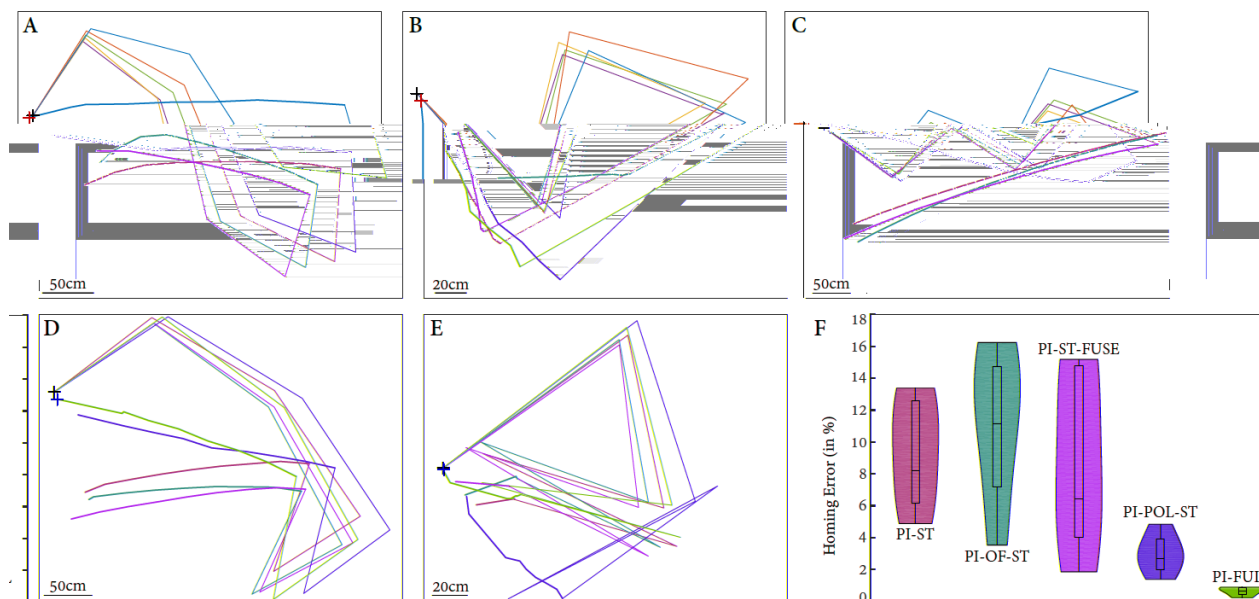 A
B
C
50cm
20cm
50cm
D
E
F
18
16
14
12
10
8
6
4
2
0
Homing Error (in %)
PI-ST
PI-OF-ST
PI-ST-FUSE
PI-POL-ST
50cm
20cm